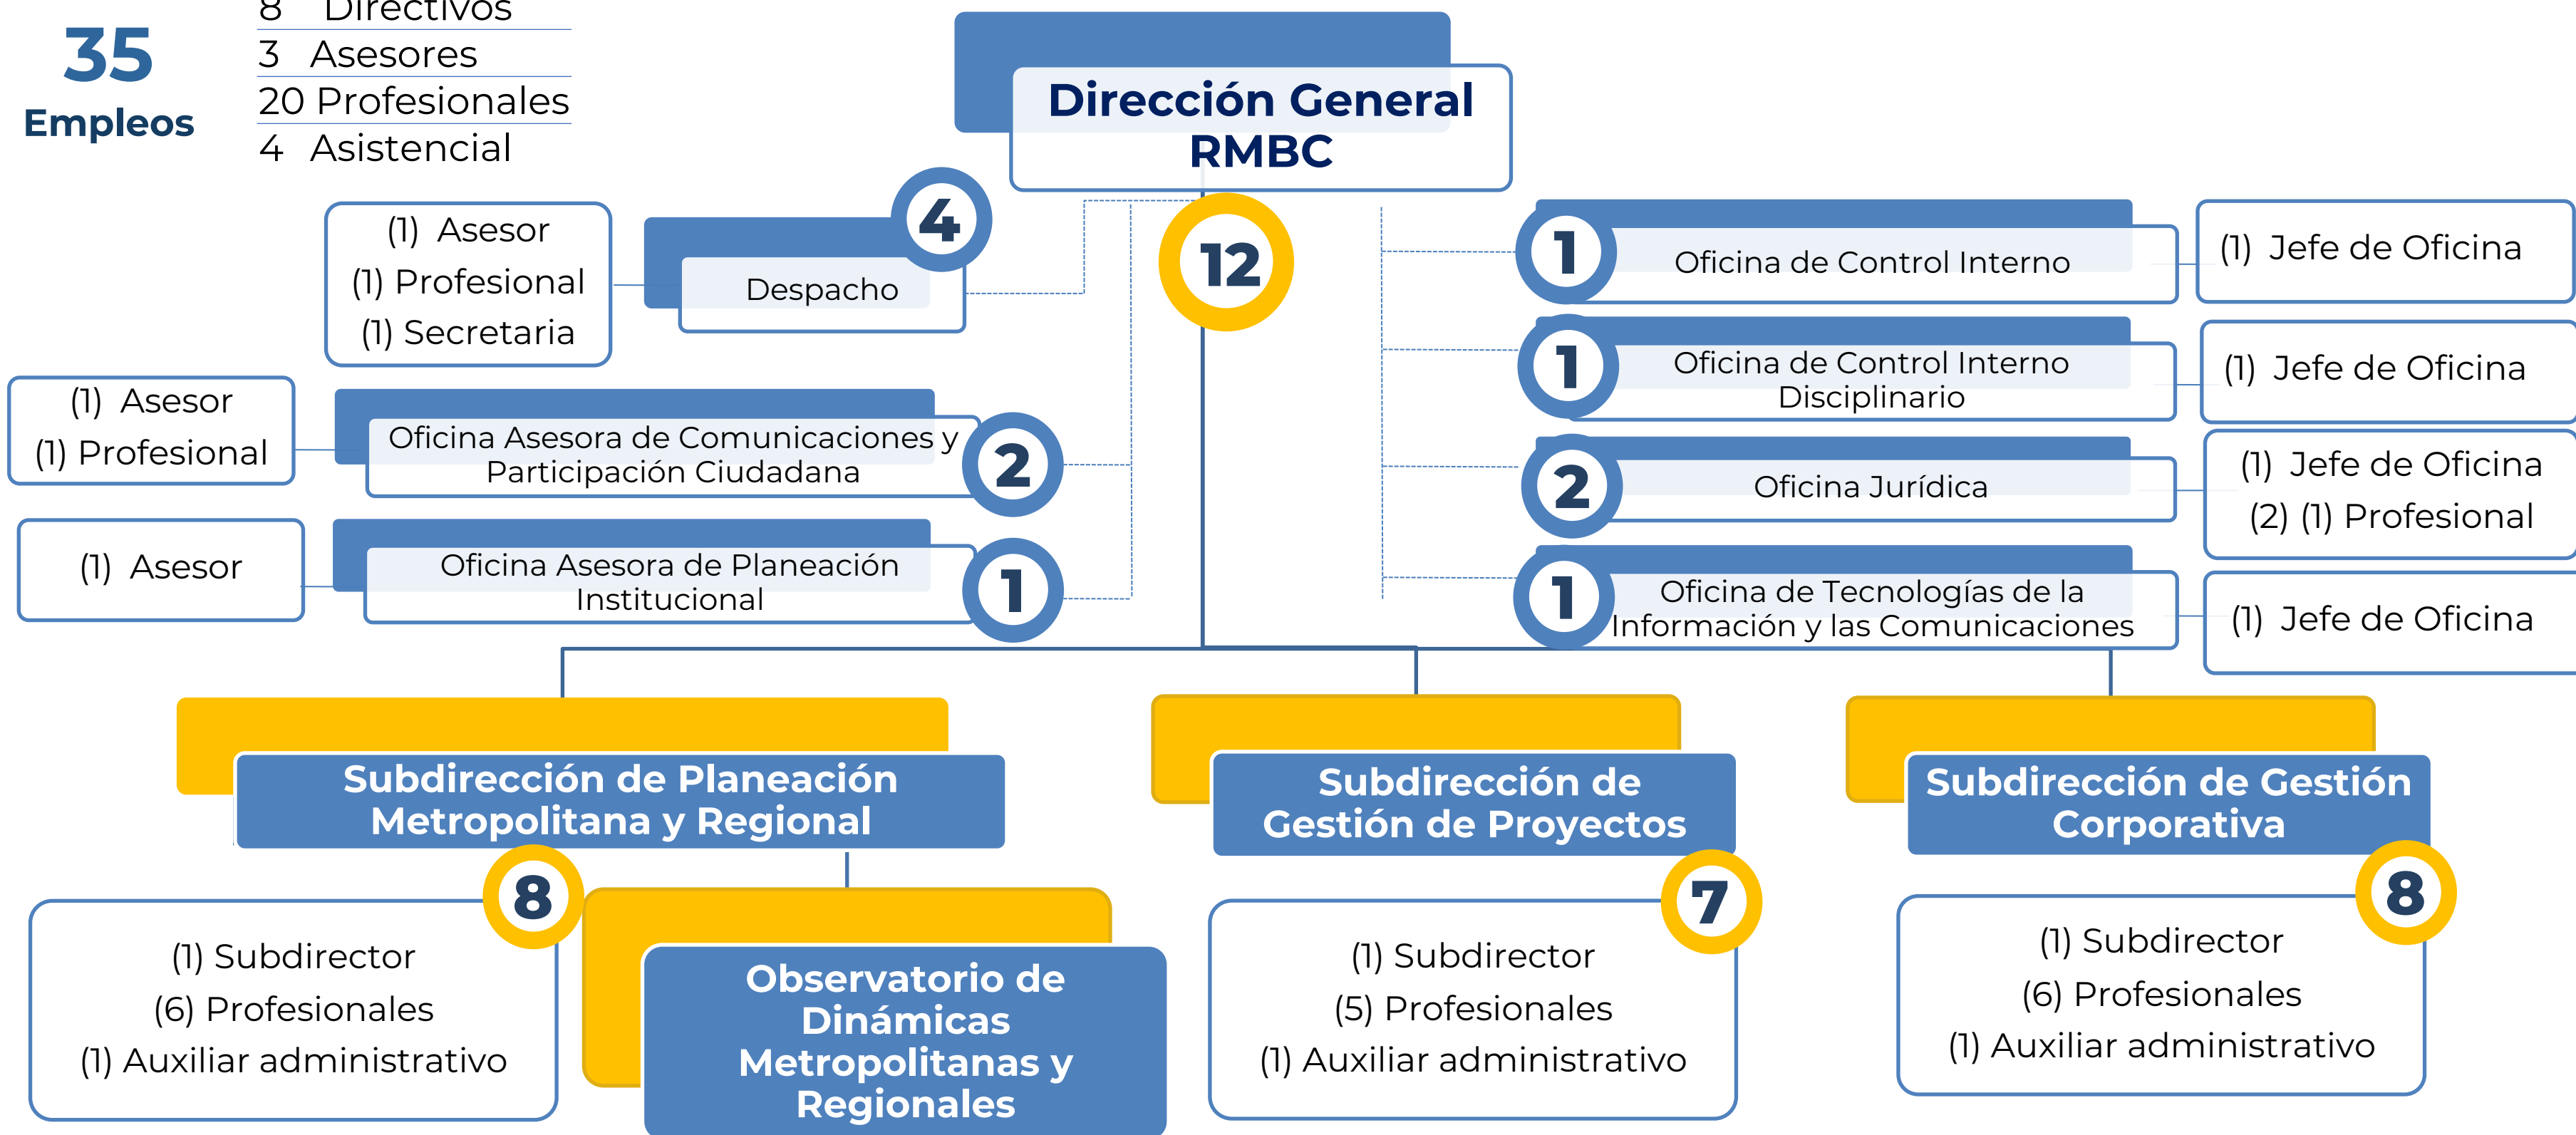 35
Empleos
8 Directivos
3 Asesores
20 Profesionales
4 Asistencial
Dirección General
RMBC
12
(1) Asesor
(1) Profesional
(1) Secretaria
Despacho
4
(1) Asesor
(1) Profesional
Oficina Asesora de Comunicaciones y
Participación Ciudadana
2
(1) Asesor
Oficina Asesora de Planeación
Institucional
1
1
Oficina de Control Interno
(1) Jefe de Oficina
1
Oficina de Control Interno
Disciplinario
(1) Jefe de Oficina
2
Oficina Jurídica
(1) Jefe de Oficina
(2) (1) Profesional
1
Oficina de Tecnologías de la
Información y las Comunicaciones
(1) Jefe de Oficina
Subdirección de Planeación
Metropolitana y Regional
8
(1) Subdirector
(6) Profesionales
(1) Auxiliar administrativo
Observatorio de
Dinámicas
Metropolitanas y
Regionales
Subdirección de
Gestión de Proyectos
7
(1) Subdirector
(5) Profesionales
(1) Auxiliar administrativo
Subdirección de Gestión
Corporativa
8
(1) Subdirector
(6) Profesionales
(1) Auxiliar administrativo